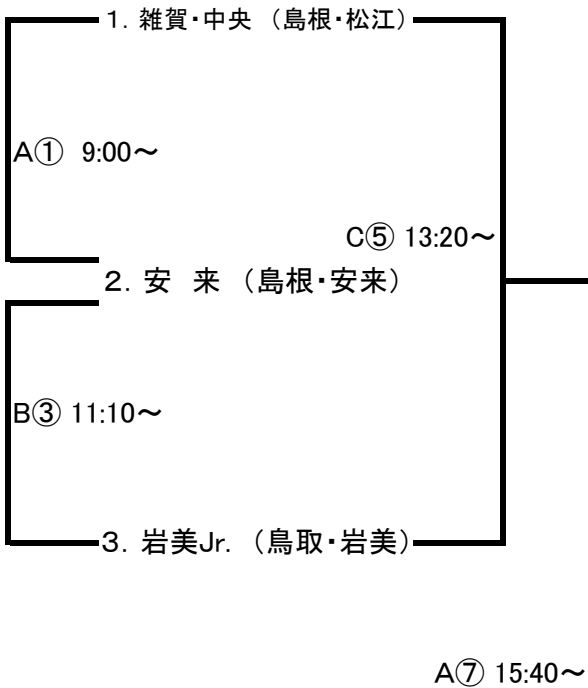 1. 雑賀・中央 (島根・松江)
A① 9:00～
C⑤ 13:20～
2. 安 来 (島根・安来)
B③ 11:10～
3. 岩美Jr. (鳥取・岩美)
A⑦ 15:40～